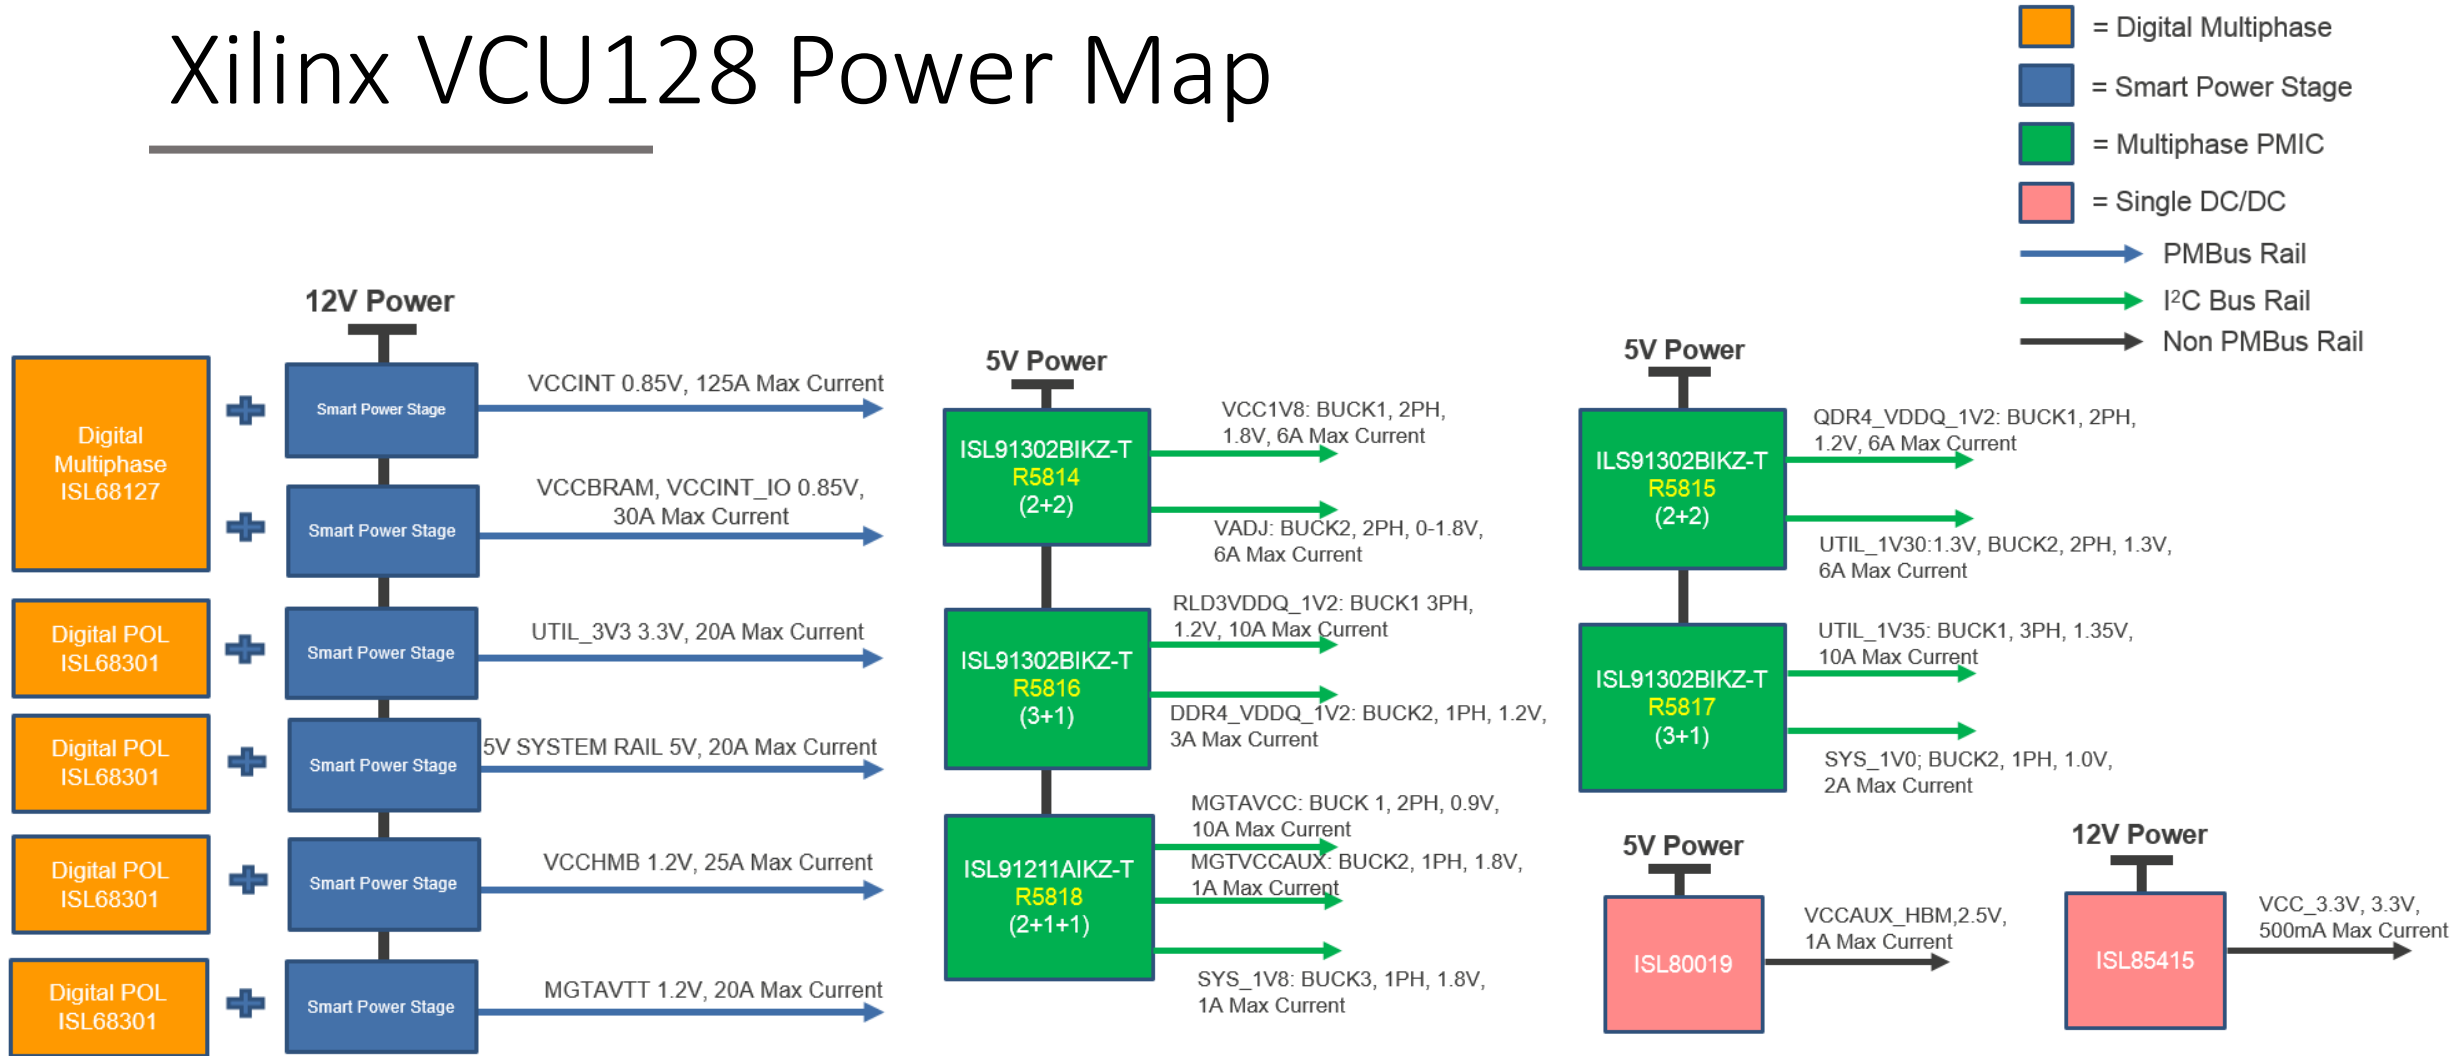 Xilinx VCU128 Power Map
= Digital Multiphase
= Smart Power Stage
= Multiphase PMIC
= Single DC/DC
PMBus Rail
I²C Bus Rail
Non PMBus Rail
12V Power
Digital
Multiphase
ISL68127
Smart Power Stage
VCCINT 0.85V, 125A Max Current
Smart Power Stage
VCCBRAM, VCCINT_IO 0.85V,
30A Max Current
Digital POL
ISL68301
Smart Power Stage
UTIL_3V3 3.3V, 20A Max Current
Digital POL
ISL68301
Smart Power Stage
5V SYSTEM RAIL 5V, 20A Max Current
Digital POL
ISL68301
Smart Power Stage
VCCHMB 1.2V, 25A Max Current
Digital POL
ISL68301
Smart Power Stage
MGTAVTT 1.2V, 20A Max Current
5V Power
ISL91302BIKZ-T
R5814
(2+2)
VCC1V8: BUCK1, 2PH,
1.8V, 6A Max Current
VADJ: BUCK2, 2PH, 0-1.8V,
6A Max Current
ISL91302BIKZ-T
R5816
(3+1)
RLD3VDDQ_1V2: BUCK1 3PH,
1.2V, 10A Max Current
DDR4_VDDQ_1V2: BUCK2, 1PH, 1.2V,
3A Max Current
ISL91211AIKZ-T
R5818
(2+1+1)
MGTAVCC: BUCK 1, 2PH, 0.9V,
10A Max Current
MGTVCCAUX: BUCK2, 1PH, 1.8V,
1A Max Current
SYS_1V8: BUCK3, 1PH, 1.8V,
1A Max Current
5V Power
ILS91302BIKZ-T
R5815
(2+2)
QDR4_VDDQ_1V2: BUCK1, 2PH,
1.2V, 6A Max Current
UTIL_1V30:1.3V, BUCK2, 2PH, 1.3V,
6A Max Current
ISL91302BIKZ-T
R5817
(3+1)
UTIL_1V35: BUCK1, 3PH, 1.35V,
10A Max Current
SYS_1V0; BUCK2, 1PH, 1.0V,
2A Max Current
5V Power
ISL80019
VCCAUX_HBM,2.5V,
1A Max Current
12V Power
ISL85415
VCC_3.3V, 3.3V,
500mA Max Current